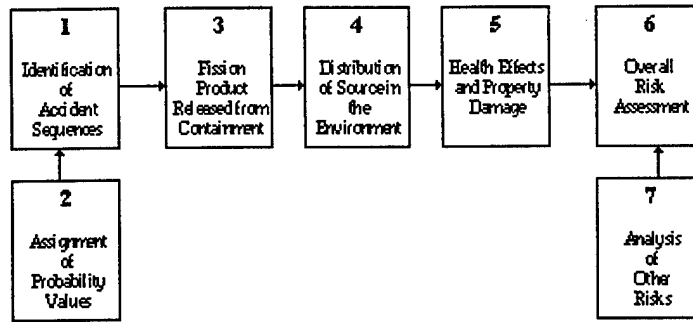 1
Identification
of
Accident
Sequences
3
Fission
Product
Released from
Containment
4
Distribution
of Source in
the
Environment
5
Health Effects
and Property
Damage
6
Overall
Risk
Assessment
2
Assignment
of
Probability
Values
7
Analysis
of
Other
Risks